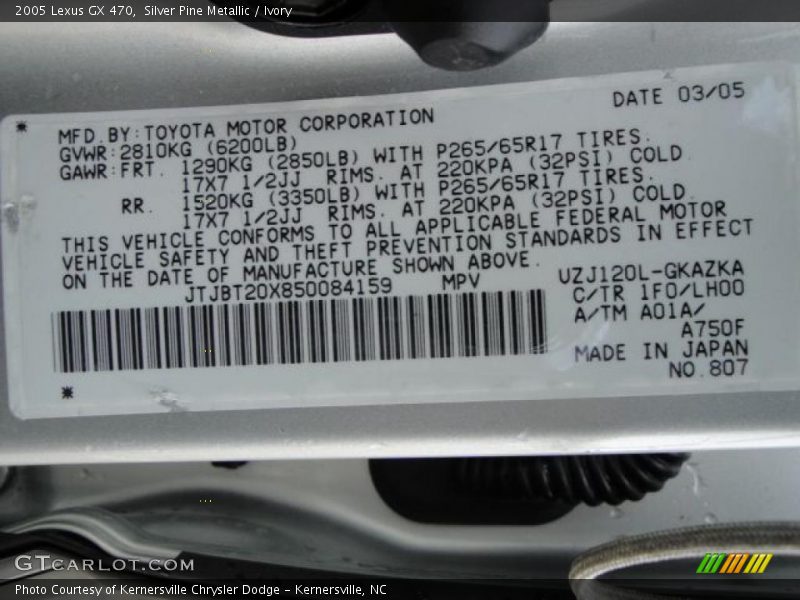 2005 Lexus GX 470, Silver Pine Metallic / Ivory
DATE 03/05
MFD.BY:TOYOTA MOTOR CORPORATION
GVWR:2810KG (6200LB)
GAWR:FRT. 1290KG (2850LB) WITH P265/65R17 TIRES.
17X7 1/2JJ RIMS. AT 220KPA (32PSI) COLD
RR. 1520KG (3350LB) WITH P265/65R17 TIRES.
17X7 1/2JJ RIMS. AT 220KPA (32PSI) COLD.
THIS VEHICLE CONFORMS TO ALL APPLICABLE FEDERAL MOTOR
VEHICLE SAFETY AND THEFT PREVENTION STANDARDS IN EFFECT
ON THE DATE OF MANUFACTURE SHOWN ABOVE.
JTJBT20X850084159 MPV
UZJ120L-GKAZKA
C/TR 1F0/LH00
A/TM A01A/
A750F
MADE IN JAPAN
NO.807
GTCARLOT.COM
Photo Courtesy of Kernersville Chrysler Dodge - Kernersville, NC